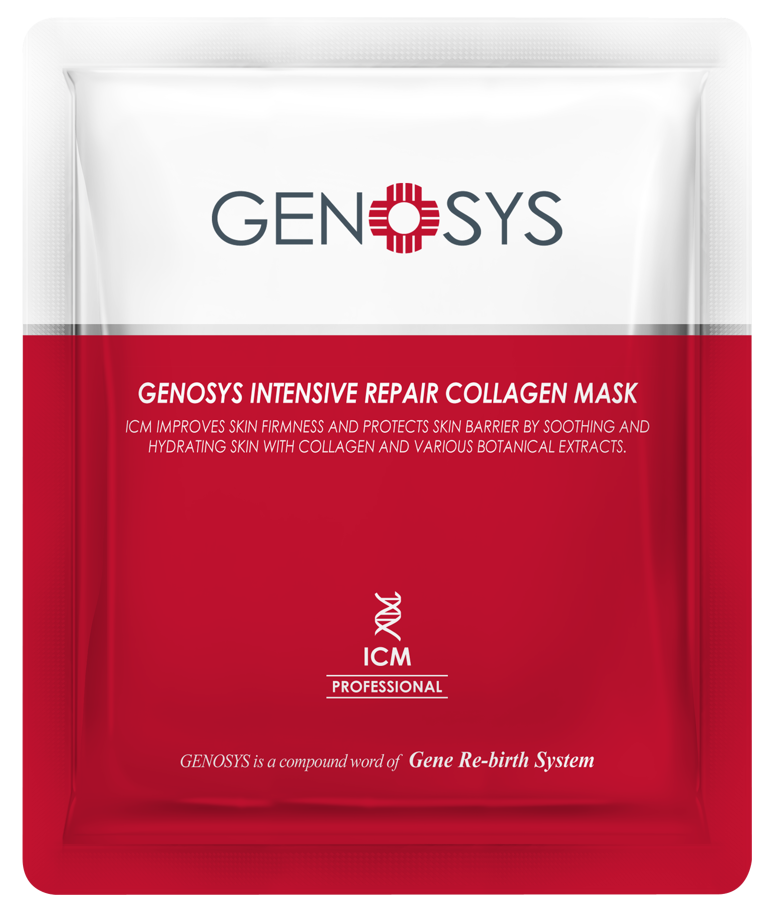 GENOSYS
GENOSYS INTENSIVE REPAIR COLLAGEN MASK
ICM IMPROVES SKIN FIRMNESS AND PROTECTS SKIN BARRIER BY SOOTHING AND
HYDRATING SKIN WITH COLLAGEN AND VARIOUS BOTANICAL EXTRACTS.
ICM
PROFESSIONAL
GENOSYS is a compound word of Gene Re-birth System